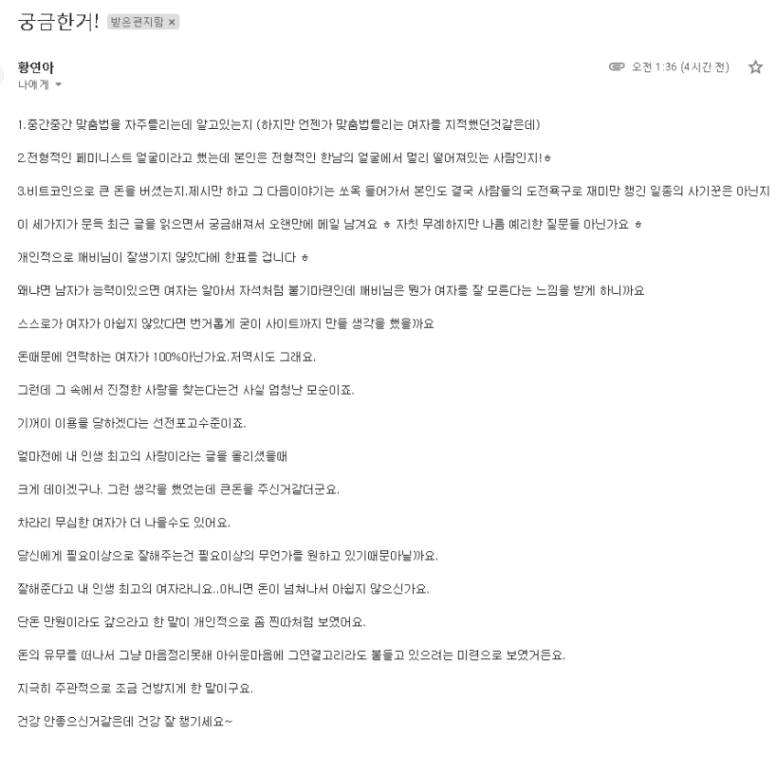 궁금한거! 받은편지함 ×
황연아 오전 1:36 (4시간 전)
나에게
1.중간중간 맞춤법을 자주틀리는데 알고있는지 (하지만 언젠가 맞춤법틀리는 여자를 지적했던것같은데)
2.전형적인 페미니스트 얼굴이라고 했는데 본인은 전형적인 한남의 얼굴에서 멀리 떨어져있는 사람인지!ㅎ
3.비트코인으로 큰 돈을 버셨는지.제시만 하고 그 다음이야기는 쏘옥 들어가서 본인도 결국 사람들의 도전욕구로 재미만 챙긴 일종의 사기꾼은 아닌지
이 세가지가 문득 최근 글을 읽으면서 궁금해져서 오랜만에 메일 남겨요 ㅎ 자칫 무례하지만 나름 예리한 질문들 아닌가요 ㅎ
개인적으로 깨비님이 잘생기지 않았다에 한표를 겁니다 ㅎ
왜냐면 남자가 능력이있으면 여자는 알아서 자석처럼 붙기마련인데 깨비님은 뭔가 여자를 잘 모른다는 느낌을 받게 하니까요
스스로가 여자가 아쉽지 않았다면 번거롭게 굳이 사이트까지 만들 생각을 했을까요
돈때문에 연락하는 여자가 100%아닌가요.저역시도 그래요.
그런데 그 속에서 진정한 사랑을 찾는다는건 사실 엄청난 모순이죠.
기꺼이 이용을 당하겠다는 선전포고수준이죠.
얼마전에 내 인생 최고의 사랑이라는 글을 올리셨을때
크게 데이겠구나. 그런 생각을 했었는데 큰돈을 주신거같더군요.
차라리 무심한 여자가 더 나을수도 있어요.
당신에게 필요이상으로 잘해주는건 필요이상의 무언가를 원하고 있기때문아닐까요.
잘해준다고 내 인생 최고의 여자라니요..아니면 돈이 넘쳐나서 아쉽지 않으신가요.
단돈 만원이라도 갚으라고 한 말이 개인적으로 좀 찐따처럼 보였어요.
돈의 유무를 떠나서 그냥 마음정리못해 아쉬운마음에 그연결고리라도 붙들고 있으려는 미련으로 보였거든요.
지극히 주관적으로 조금 건방지게 한 말이구요.
건강 안좋으신거같은데 건강 잘 챙기세요~